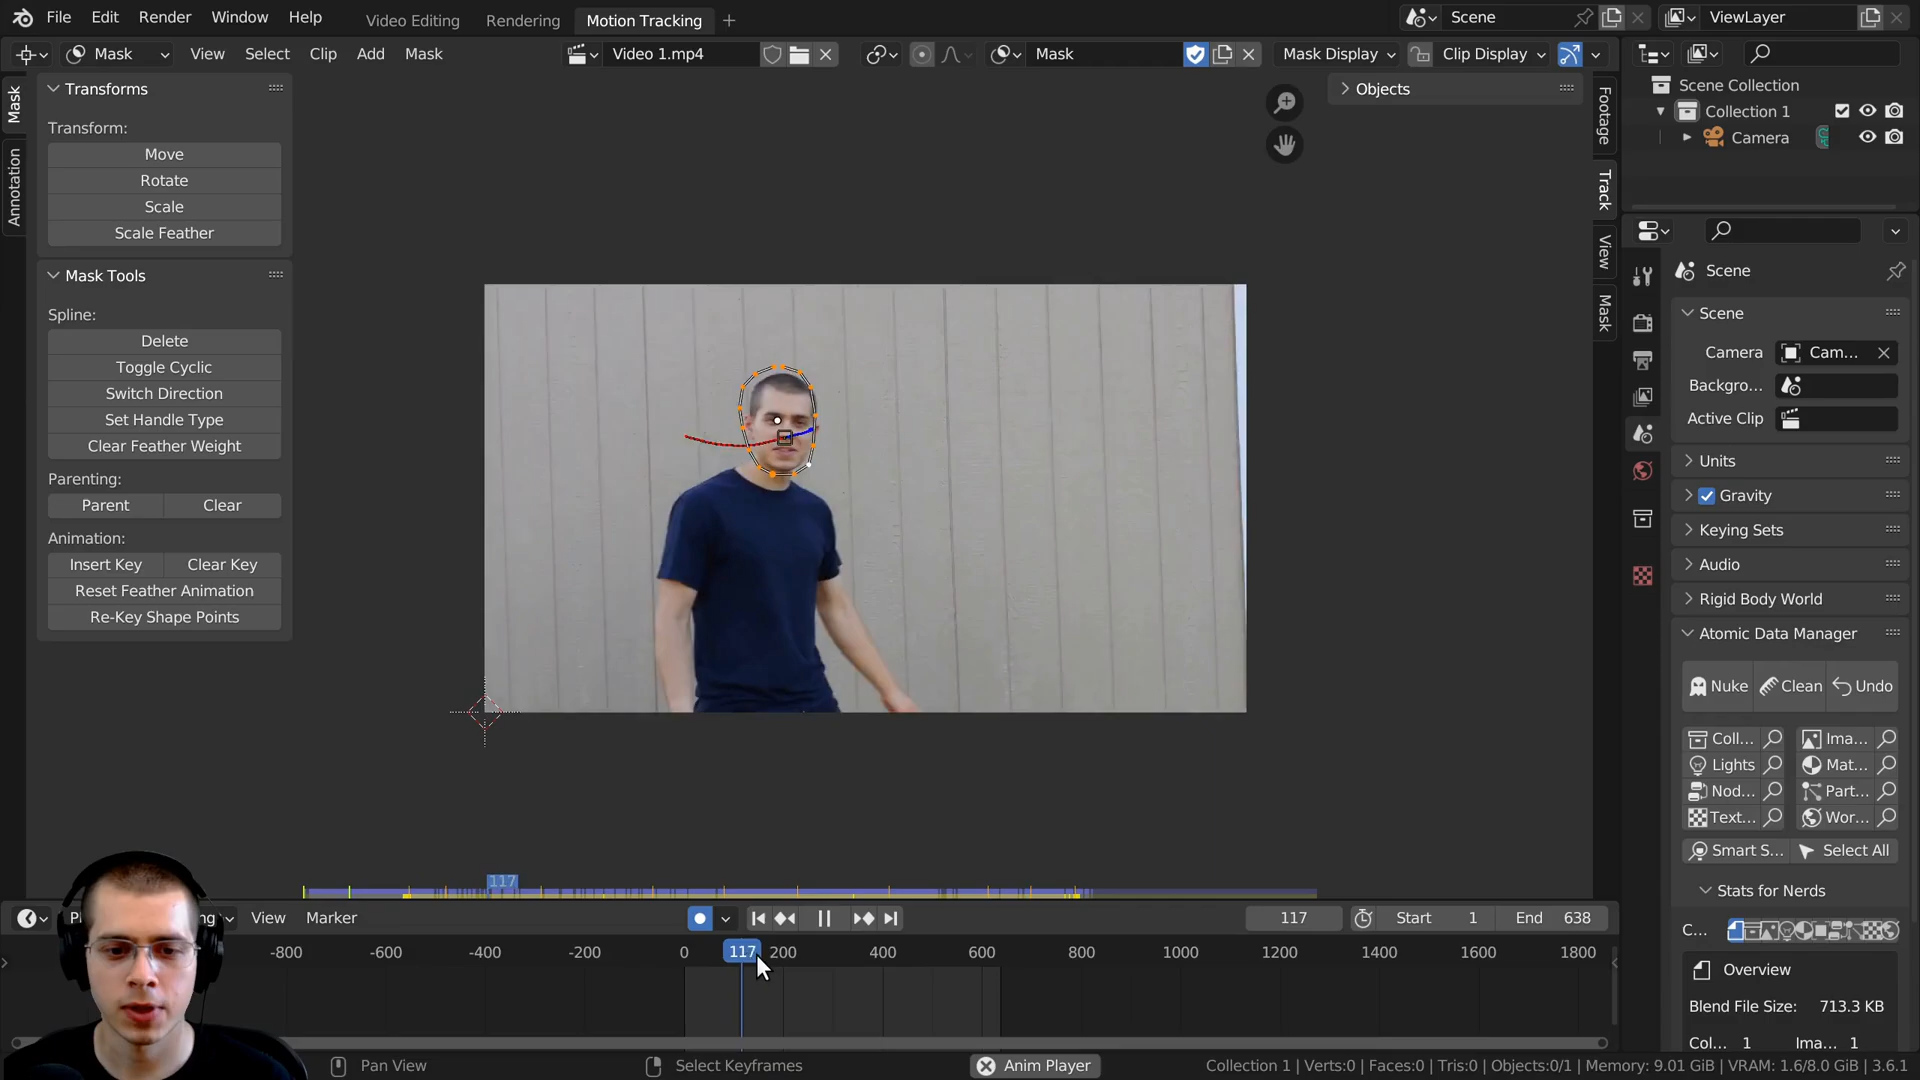 File Edit Render Window Help Video Editing Rendering Motion Tracking Scene ViewLayer
Mask View Select Clip Add Mask Video 1.mp4 Mask Mask Display Clip Display
Transforms
Transform:
Move
Rotate
Scale
Scale Feather
Mask Tools
Spline:
Delete
Toggle Cyclic
Switch Direction
Set Handle Type
Clear Feather Weight
Parenting:
Parent Clear
Animation:
Insert Key Clear Key
Reset Feather Animation
Re-Key Shape Points
Mask
Annotation
Objects
Footage
Track
View
Mask
Scene Collection
Collection 1
Camera
Scene
Scene
Camera Cam...
Backgro...
Active Clip
Units
Gravity
Keying Sets
Audio
Rigid Body World
Atomic Data Manager
Nuke Clean Undo
Coll... Ima...
Lights Mat...
Nod... Part...
Text... Wor...
Smart S... Select All
Stats for Nerds
C...
Overview
Blend File Size: 713.3 KB
Col... 1 Ima... 1
117
View Marker 117 Start 1 End 638
-800 -600 -400 -200 0 117 200 400 600 800 1000 1200 1400 1600 1800
Pan View Select Keyframes Anim Player Collection 1 | Verts:0 | Faces:0 | Tris:0 | Objects:0/1 | Memory: 9.01 GiB | VRAM: 1.6/8.0 GiB | 3.6.1